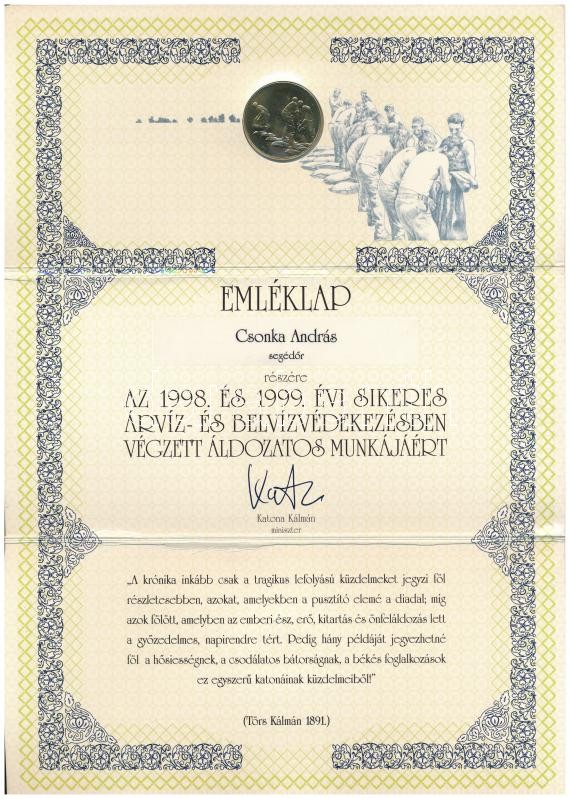 EMLÉKLAP
Csonka András
segédőr
részére
AZ 1998. ÉS 1999. ÉVI SIKERES
ÁRVÍZ- ÉS BELVÍZVÉDEKEZÉSBEN
VÉGZETT ÁLDOZATOS MUNKÁJÁÉRT
Katona Kálmán
miniszter
„A krónika inkább csak a tragikus lefolyású küzdelmeket jegyzi föl
részletesebben, azokat, amelyekben a pusztító elemé a diadal; míg
azok fölött, amelyben az emberi ész, erő, kitartás és önfeláldozás lett
a győzedelmes, napirendre tért. Pedig hány példáját jegyezhetné
föl a hősiességnek, a csodálatos bátorságnak, a békés foglalkozások
ez egyszerű katonáinak küzdelmeiből!”
(Törs Kálmán 1891.)